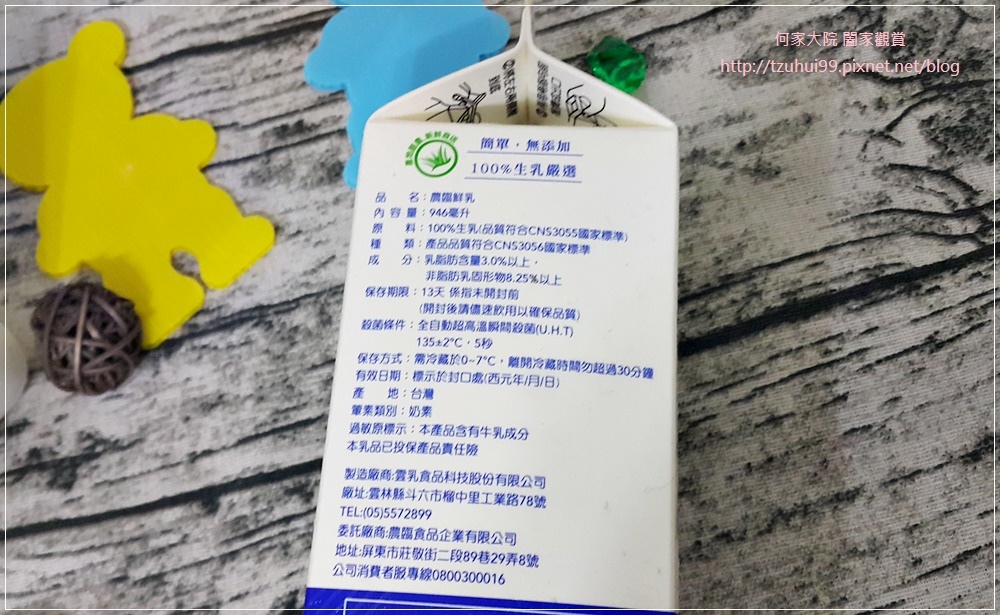 何家大院 闔家觀賞
http://tzuhui99.pixnet.net/blog
簡單．無添加
100%生乳嚴選
品 名：農臨鮮乳
內 容 量：946毫升
原 料：100%生乳(品質符合CNS3055國家標準)
種 類：產品品質符合CNS3056國家標準
成 分：乳脂肪含量3.0%以上，
非脂肪乳固形物8.25%以上
保存期限：13天 係指未開封前
(開封後請儘速飲用以確保品質)
殺菌條件：全自動超高溫瞬間殺菌(U.H.T)
135±2°C．5秒
保存方式：需冷藏於0~7°C，離開冷藏時間勿超過30分鐘
有效日期：標示於封口處(西元年/月/日)
產 地：台灣
葷素類別：奶素
過敏原標示：本產品含有牛乳成分
本乳品已投保產品責任險
製造廠商:雲乳食品科技股份有限公司
廠址:雲林縣斗六市榴中里工業路78號
TEL:(05)5572899
委託廠商:農臨食品企業有限公司
地址:屏東市莊敬街二段89巷29弄8號
公司消費者服專線0800300016